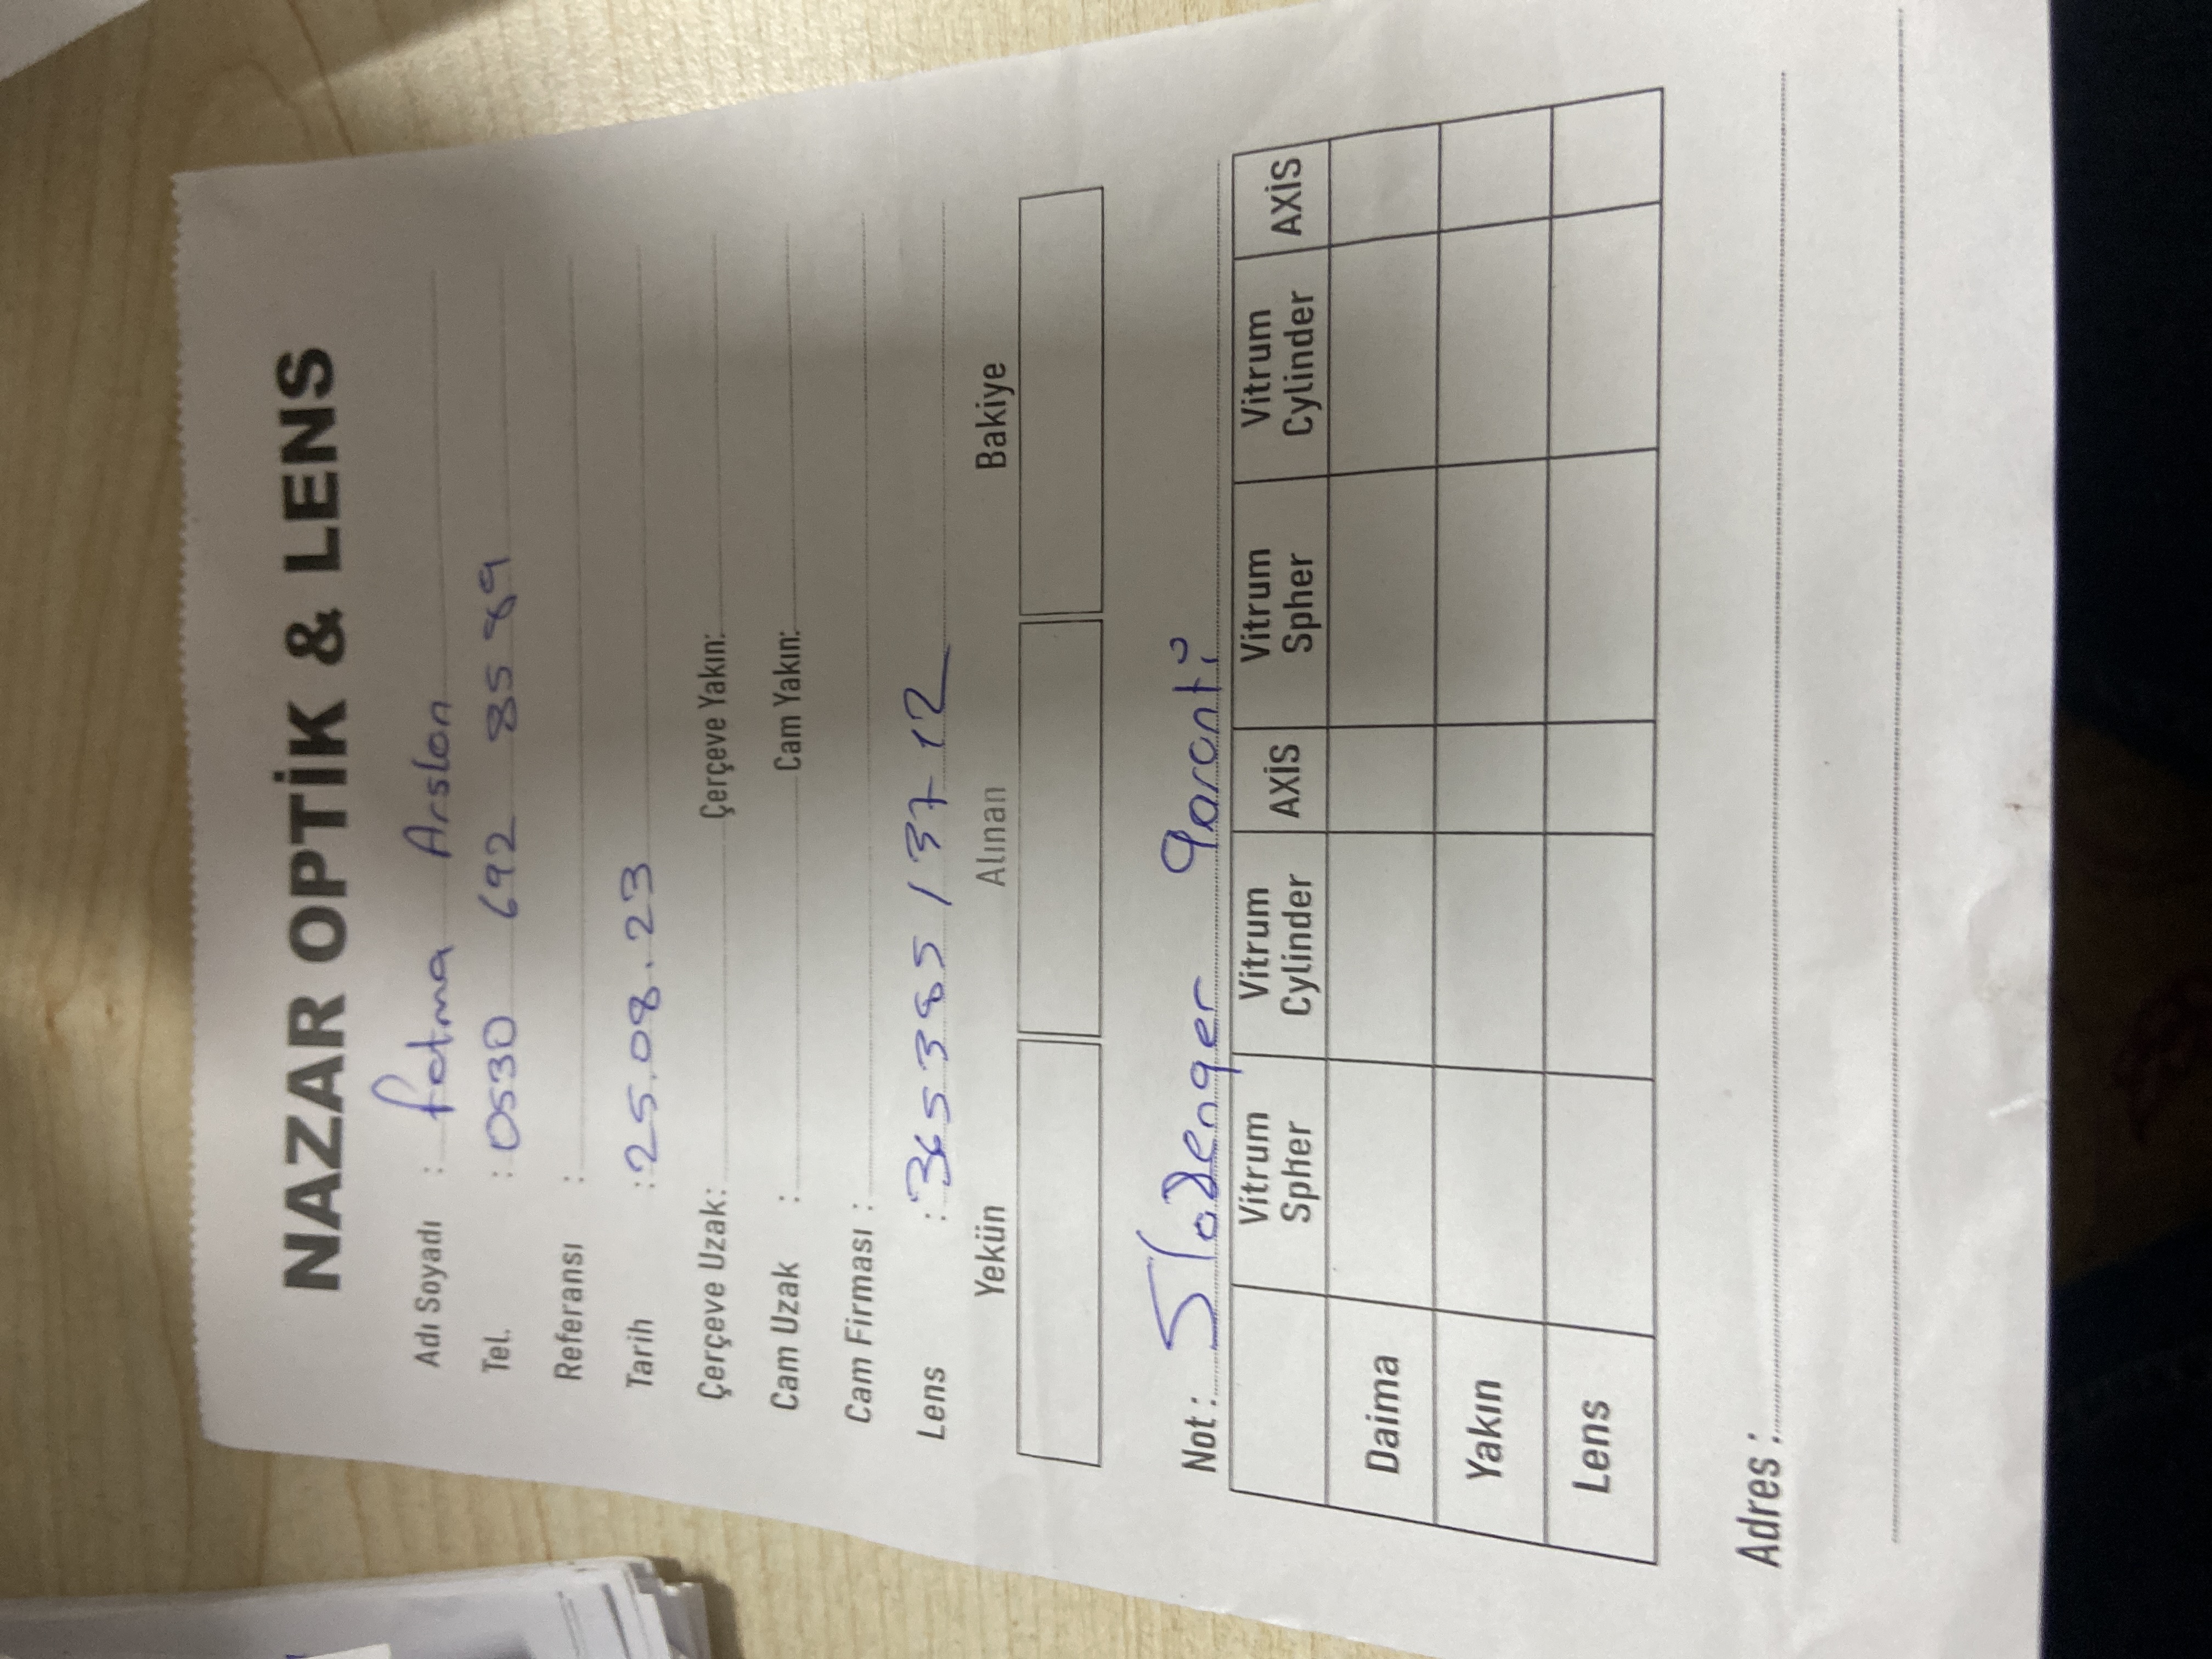 NAZAR OPTİK & LENS
Adı Soyadı : Fatma Arslan
Tel. : 0530 692 85 89
Referansı :
Tarih : 25.08.23
Çerçeve Uzak: Çerçeve Yakın:
Cam Uzak : Cam Yakın:
Cam Firması :
Lens : 365385 / 37 12
Yekün Alınan Bakiye
Not : Slazenger Garanti
Vitrum Spher Vitrum Cylinder AXİS Vitrum Spher Vitrum Cylinder AXİS
Daima
Yakın
Lens
Adres :